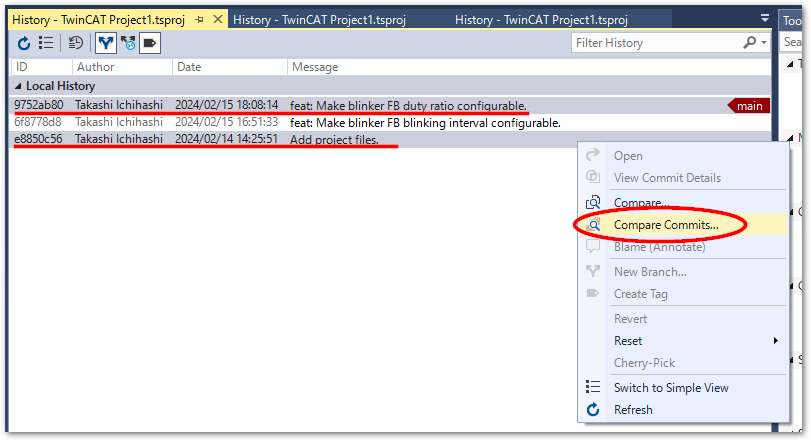 History - TwinCAT Project1.tsproj History - TwinCAT Project1.tsproj History - TwinCAT Project1.tsproj
Filter History
ID Author Date Message
Local History
9752ab80 Takashi Ichihashi 2024/02/15 18:08:14 feat: Make blinker FB duty ratio configurable. main
6f8778d8 Takashi Ichihashi 2024/02/15 16:51:33 feat: Make blinker FB blinking interval configurable.
e8850c56 Takashi Ichihashi 2024/02/14 14:25:51 Add project files.
Open
View Commit Details
Compare...
Compare Commits...
Blame (Annotate)
New Branch...
Create Tag
Revert
Reset
Cherry-Pick
Switch to Simple View
Refresh